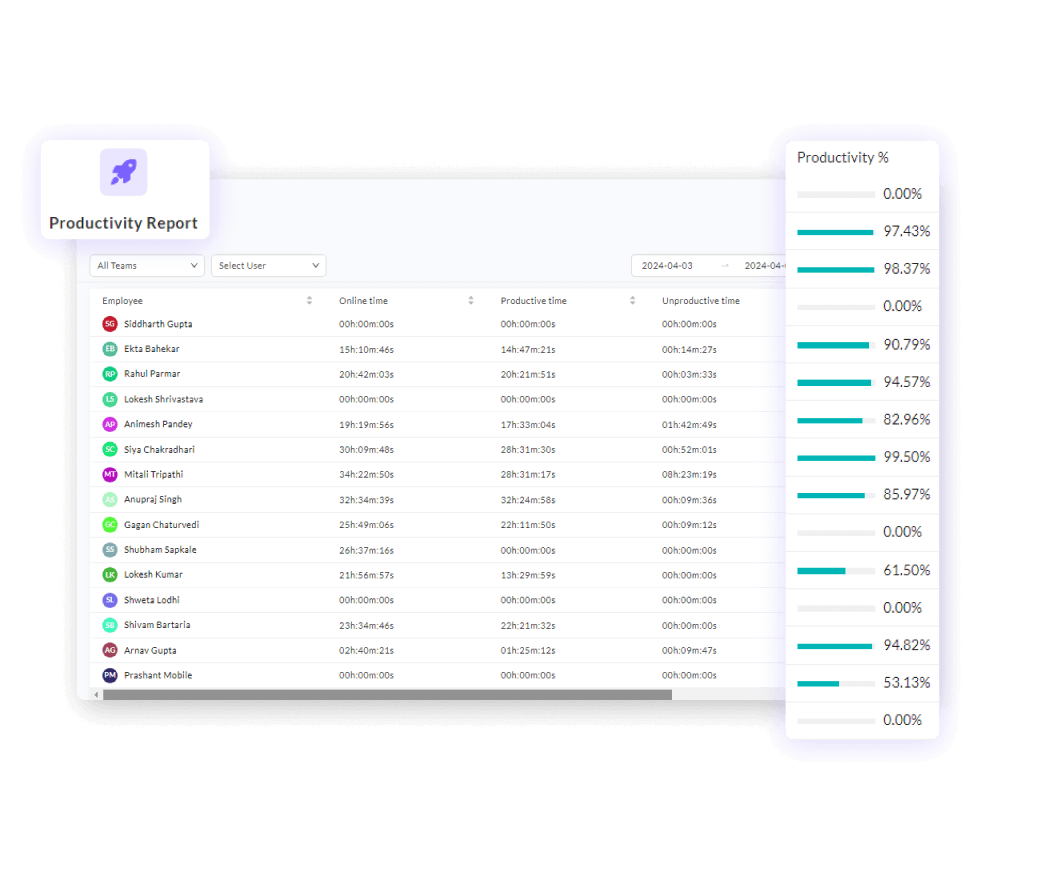 Productivity Report
All Teams Select User 2024-04-03 → 2024-04-
Employee Online time Productive time Unproductive time
SG Siddharth Gupta 00h:00m:00s 00h:00m:00s 00h:00m:00s
EB Ekta Bahekar 15h:10m:46s 14h:47m:21s 00h:14m:27s
RP Rahul Parmar 20h:42m:03s 20h:21m:51s 00h:03m:33s
LS Lokesh Shrivastava 00h:00m:00s 00h:00m:00s 00h:00m:00s
AP Animesh Pandey 19h:19m:56s 17h:33m:04s 01h:42m:49s
SC Siya Chakradhari 30h:09m:48s 28h:31m:30s 00h:52m:01s
MT Mitali Tripathi 34h:22m:50s 28h:31m:17s 08h:23m:19s
AS Anupraj Singh 32h:34m:39s 32h:24m:58s 00h:09m:36s
GC Gagan Chaturvedi 25h:49m:06s 22h:11m:50s 00h:09m:12s
SS Shubham Sapkale 26h:37m:16s 00h:00m:00s 00h:00m:00s
LK Lokesh Kumar 21h:56m:57s 13h:29m:59s 00h:00m:00s
SL Shweta Lodhi 00h:00m:00s 00h:00m:00s 00h:00m:00s
SB Shivam Bartaria 23h:34m:46s 22h:21m:32s 00h:00m:00s
AG Arnav Gupta 02h:40m:21s 01h:25m:12s 00h:09m:47s
PM Prashant Mobile 00h:00m:00s 00h:00m:00s 00h:00m:00s
Productivity %
0.00%
97.43%
98.37%
0.00%
90.79%
94.57%
82.96%
99.50%
85.97%
0.00%
61.50%
0.00%
94.82%
53.13%
0.00%